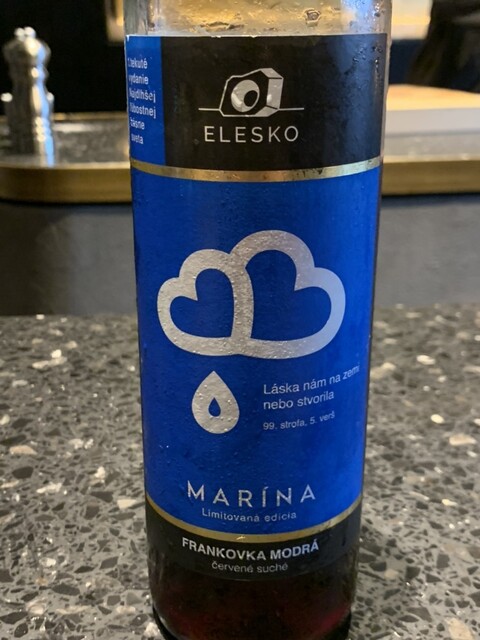 tekuté
vydanie
Najdlhšej
ľúbostnej
básne
sveta
ELESKO
Láska nám na zemi
nebo stvorila
99. strofa, 5. verš
MARÍNA
Limitovaná edícia
FRANKOVKA MODRÁ
červené suché